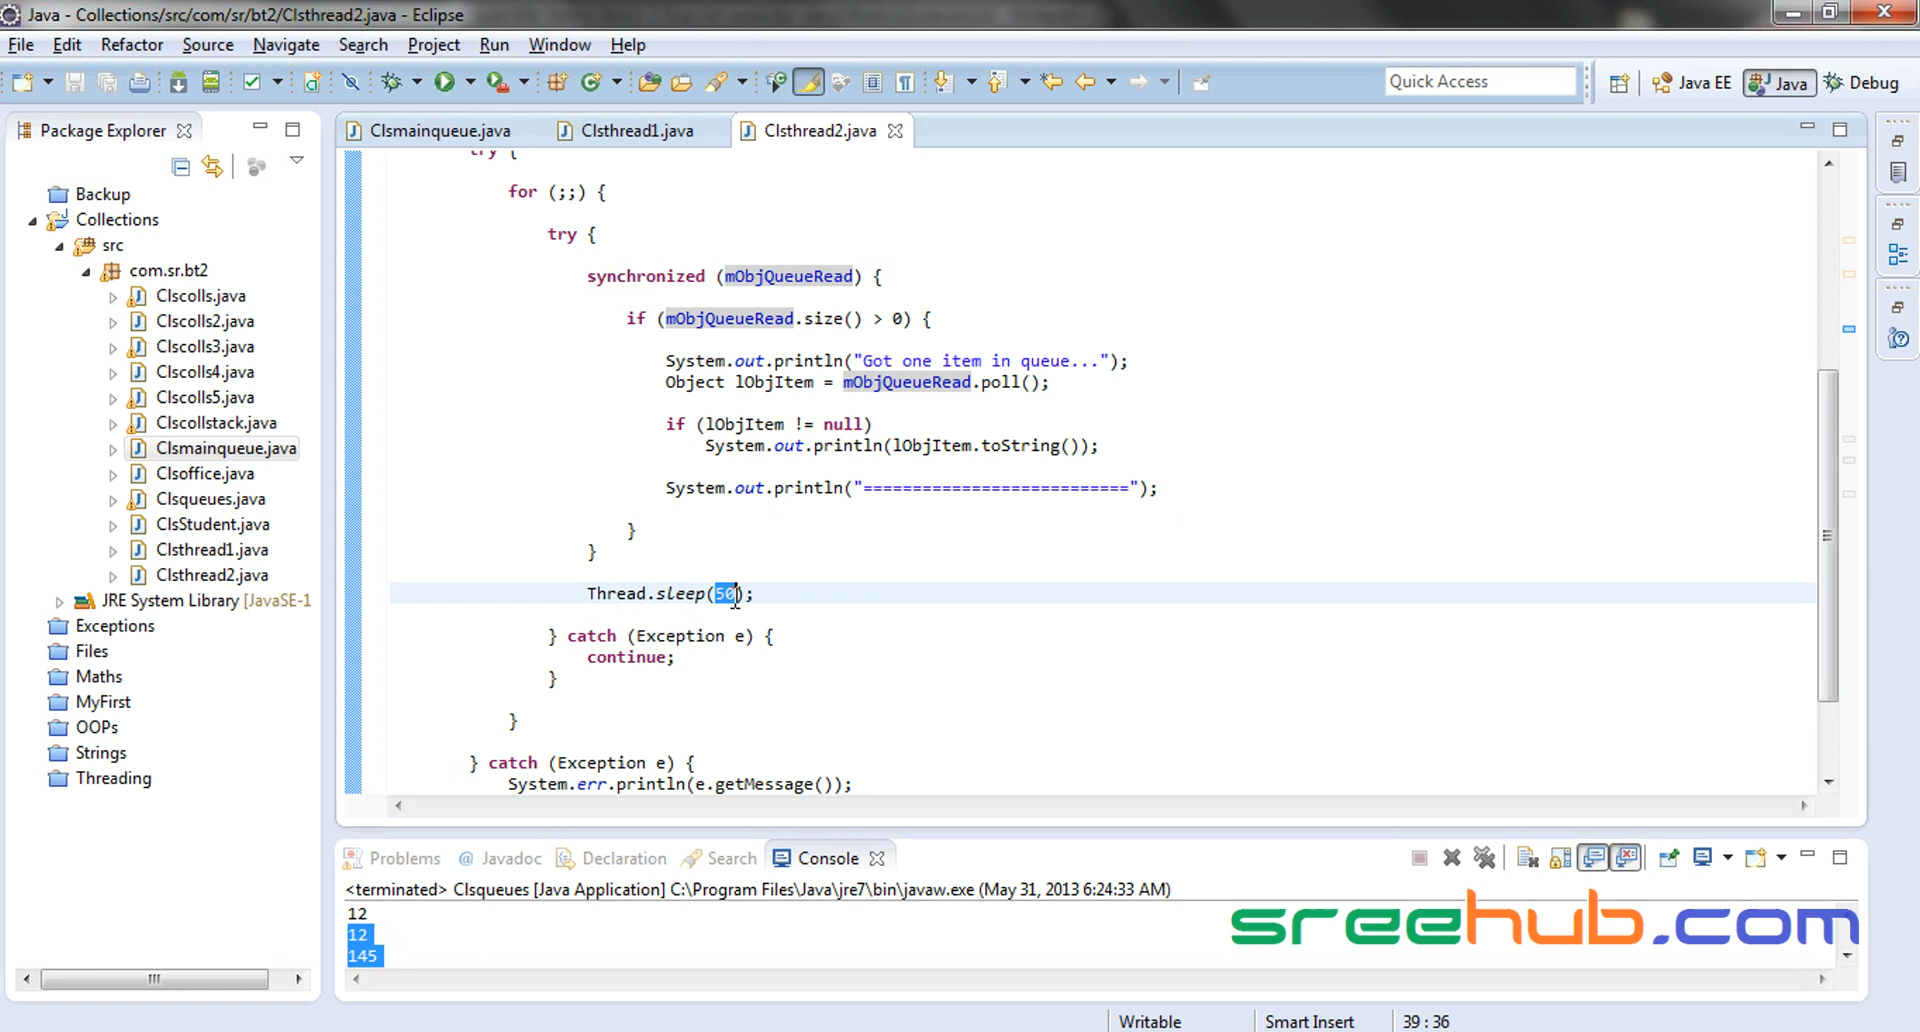 Java - Collections/src/com/sr/bt2/Clsthread2.java - Eclipse
File Edit Refactor Source Navigate Search Project Run Window Help
Quick Access Java EE Java Debug
Package Explorer
Backup
Collections
src
com.sr.bt2
Clscolls.java
Clscolls2.java
Clscolls3.java
Clscolls4.java
Clscolls5.java
Clscollstack.java
Clsmainqueue.java
Clsoffice.java
Clsqueues.java
ClsStudent.java
Clsthread1.java
Clsthread2.java
JRE System Library [JavaSE-1
Exceptions
Files
Maths
MyFirst
OOPs
Strings
Threading
Clsmainqueue.java Clsthread1.java Clsthread2.java
try {
for (;;) {
try {
synchronized (mObjQueueRead) {
if (mObjQueueRead.size() > 0) {
System.out.println("Got one item in queue...");
Object lObjItem = mObjQueueRead.poll();
if (lObjItem != null)
System.out.println(lObjItem.toString());
System.out.println("===========================");
}
}
Thread.sleep(50);
} catch (Exception e) {
continue;
}
}
} catch (Exception e) {
System.err.println(e.getMessage());
Problems @ Javadoc Declaration Search Console
<terminated> Clsqueues [Java Application] C:\Program Files\Java\jre7\bin\javaw.exe (May 31, 2013 6:24:33 AM)
12
12
145
sreehub.com
Writable Smart Insert 39 : 36